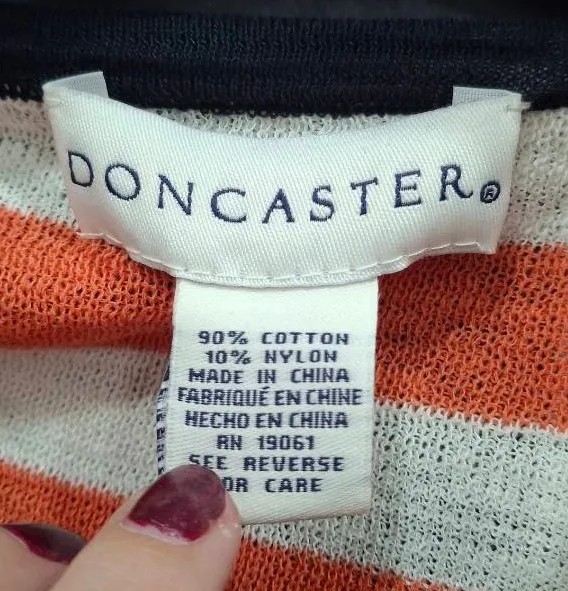 DONCASTER®
90% COTTON
10% NYLON
MADE IN CHINA
FABRIQUÉ EN CHINE
HECHO EN CHINA
RN 19061
SEE REVERSE
OR CARE